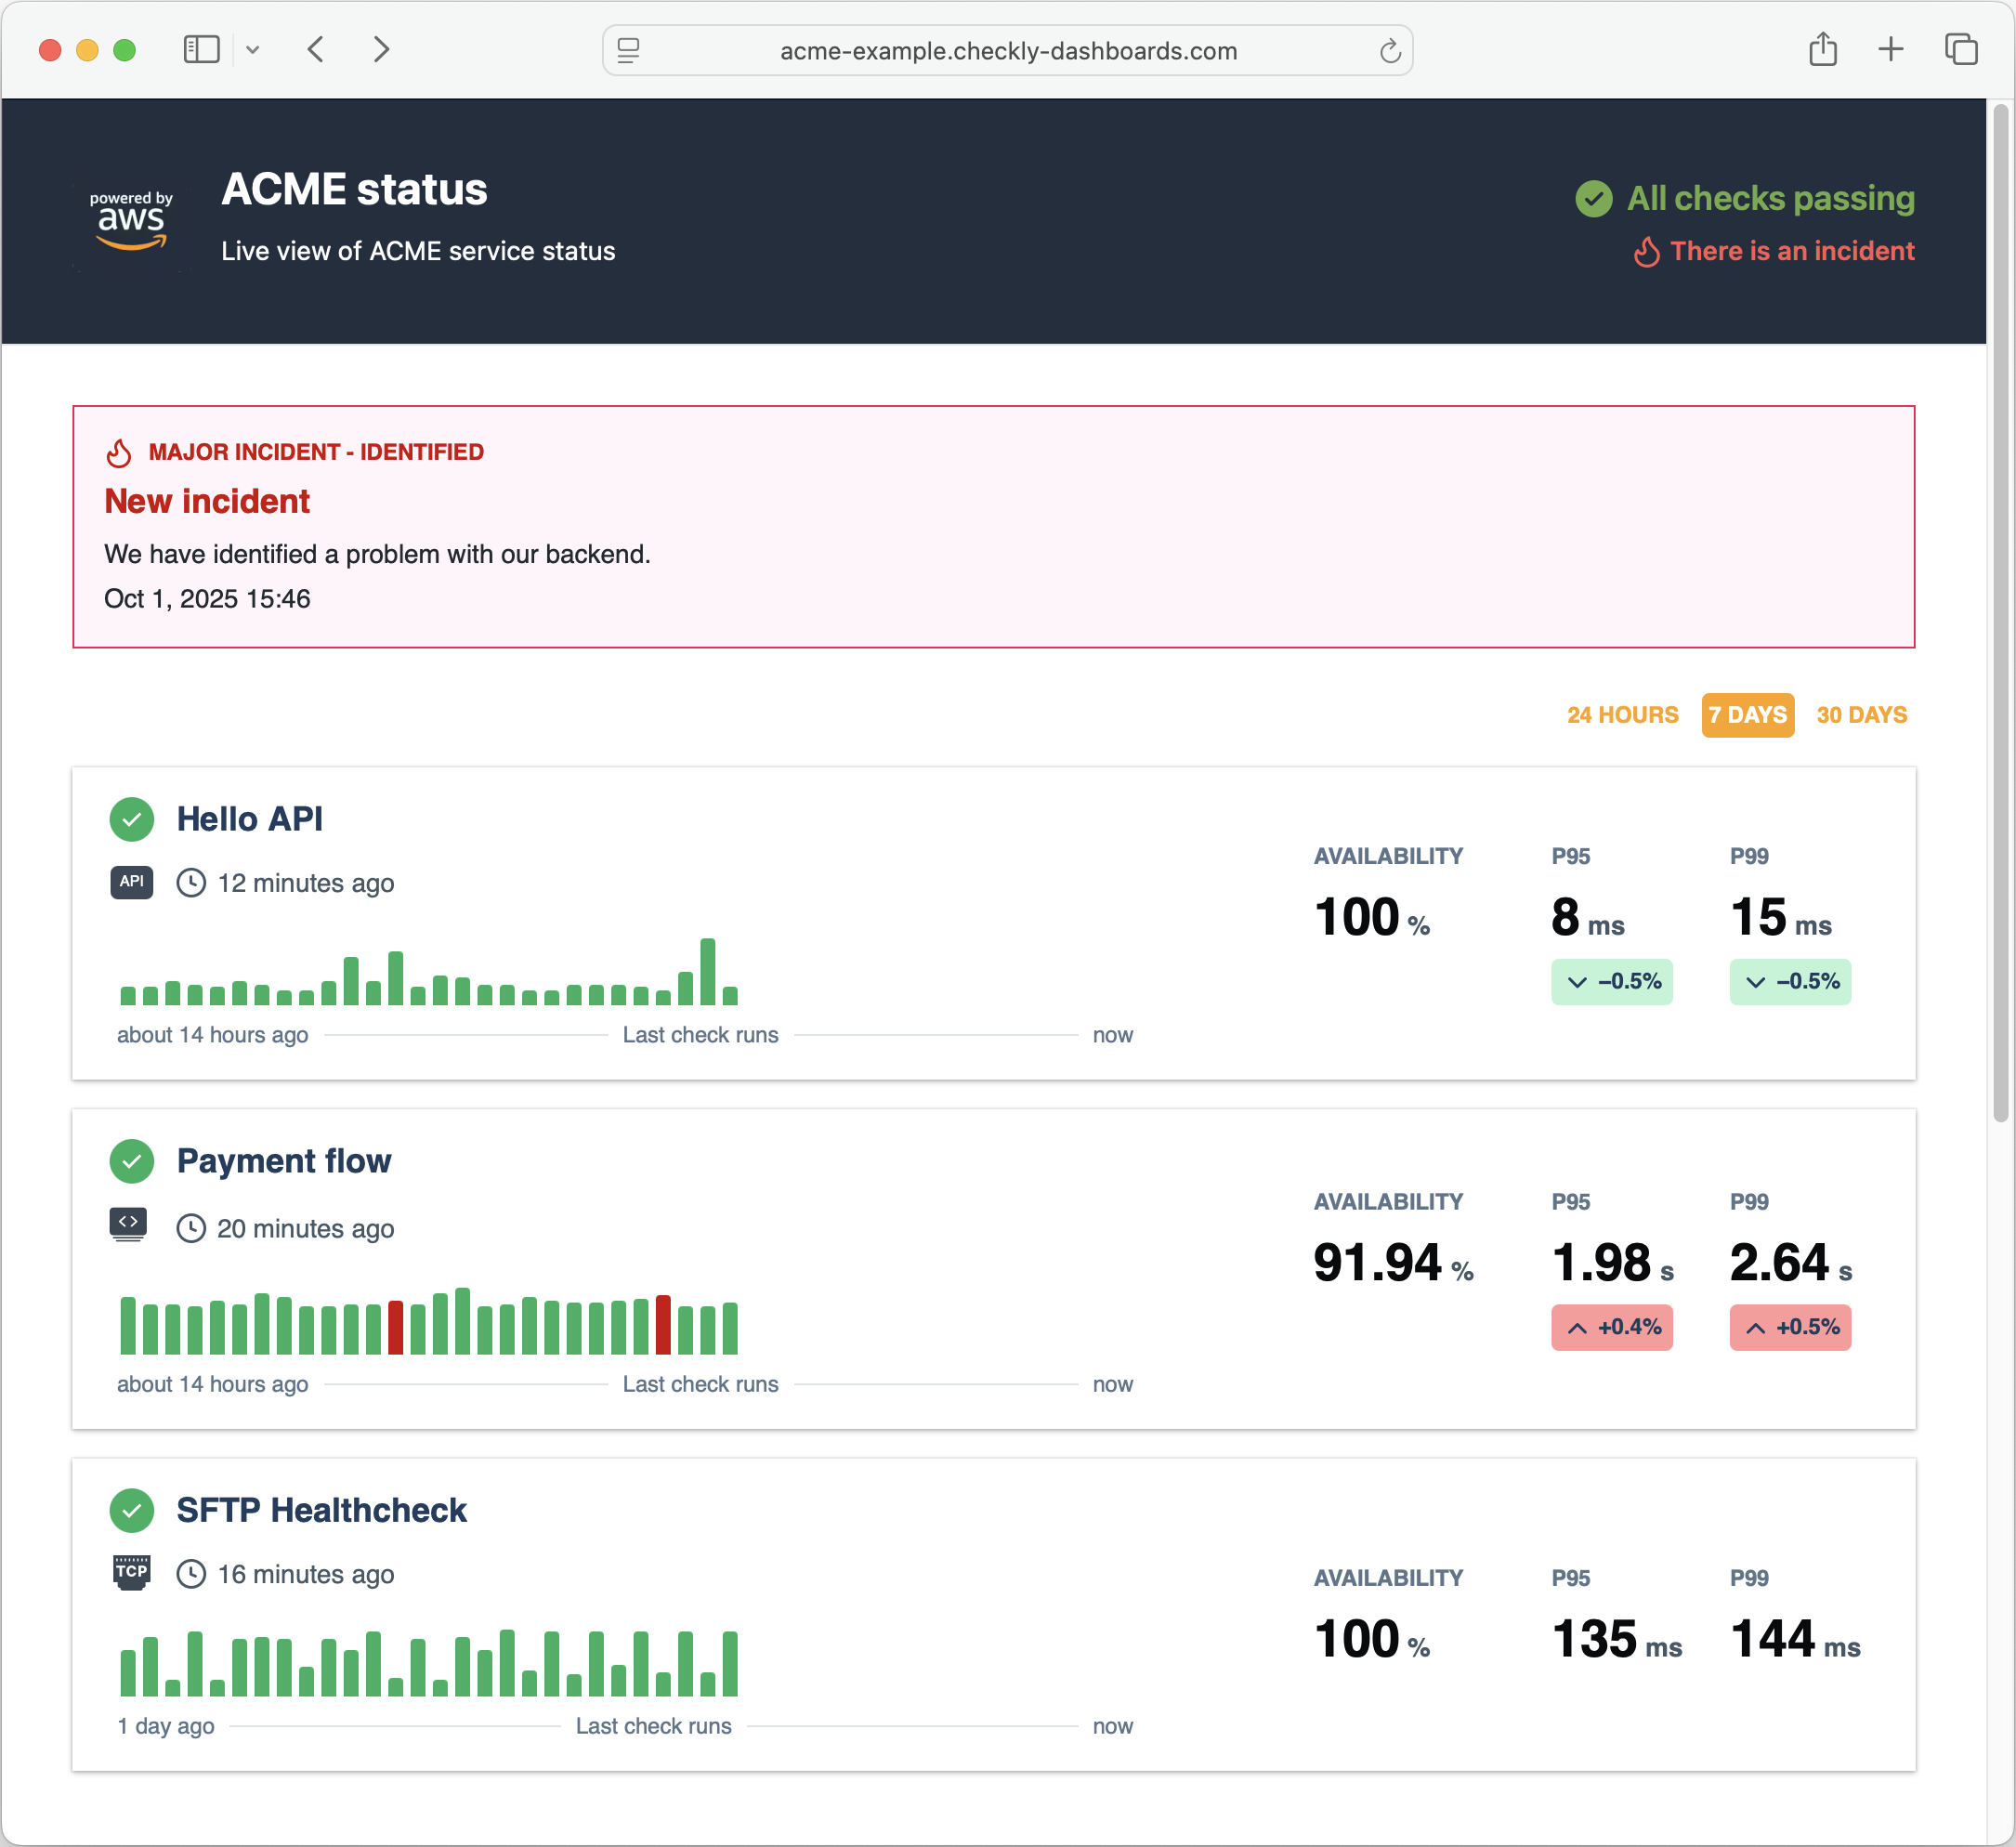 acme-example.checkly-dashboards.com
powered by
aws
ACME status
Live view of ACME service status
All checks passing
There is an incident
MAJOR INCIDENT - IDENTIFIED
New incident
We have identified a problem with our backend.
Oct 1, 2025 15:46
24 HOURS 7 DAYS 30 DAYS
Hello API
API 12 minutes ago
about 14 hours ago Last check runs now
AVAILABILITY P95 P99
100 % 8 ms 15 ms
−0.5% −0.5%
Payment flow
<> 20 minutes ago
about 14 hours ago Last check runs now
AVAILABILITY P95 P99
91.94 % 1.98 s 2.64 s
+0.4% +0.5%
SFTP Healthcheck
TCP 16 minutes ago
1 day ago Last check runs now
AVAILABILITY P95 P99
100 % 135 ms 144 ms